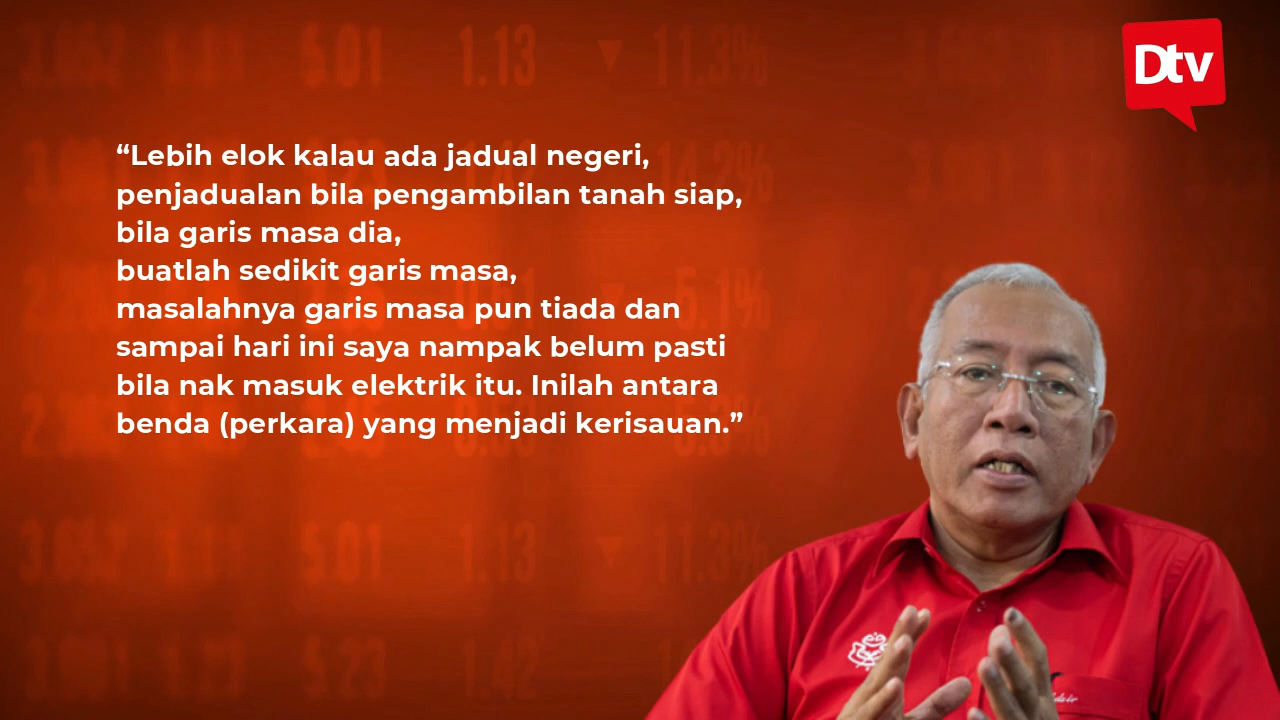 Dtv
“Lebih elok kalau ada jadual negeri,
penjadualan bila pengambilan tanah siap,
bila garis masa dia,
buatlah sedikit garis masa,
masalahnya garis masa pun tiada dan
sampai hari ini saya nampak belum pasti
bila nak masuk elektrik itu. Inilah antara
benda (perkara) yang menjadi kerisauan.”